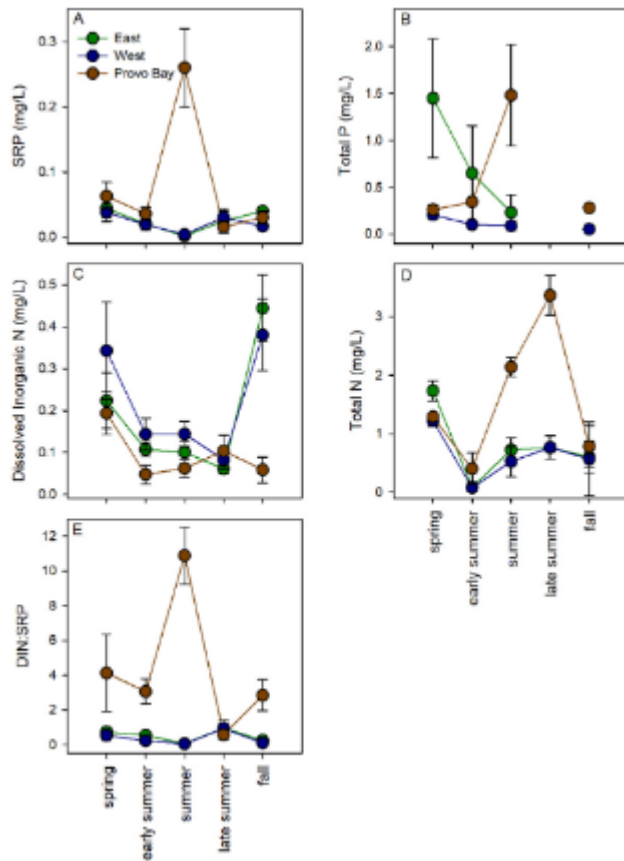 A
East
West
Provo Bay
SRP (mg/L)
0.3
0.2
0.1
0.0
B
Total P (mg/L)
2.0
1.5
1.0
0.5
0.0
C
Dissolved Inorganic N (mg/L)
0.5
0.4
0.3
0.2
0.1
0.0
D
Total N (mg/L)
3
2
1
0
spring
early summer
summer
late summer
fall
E
DIN:SRP
12
10
8
6
4
2
0
spring
early summer
summer
late summer
fall